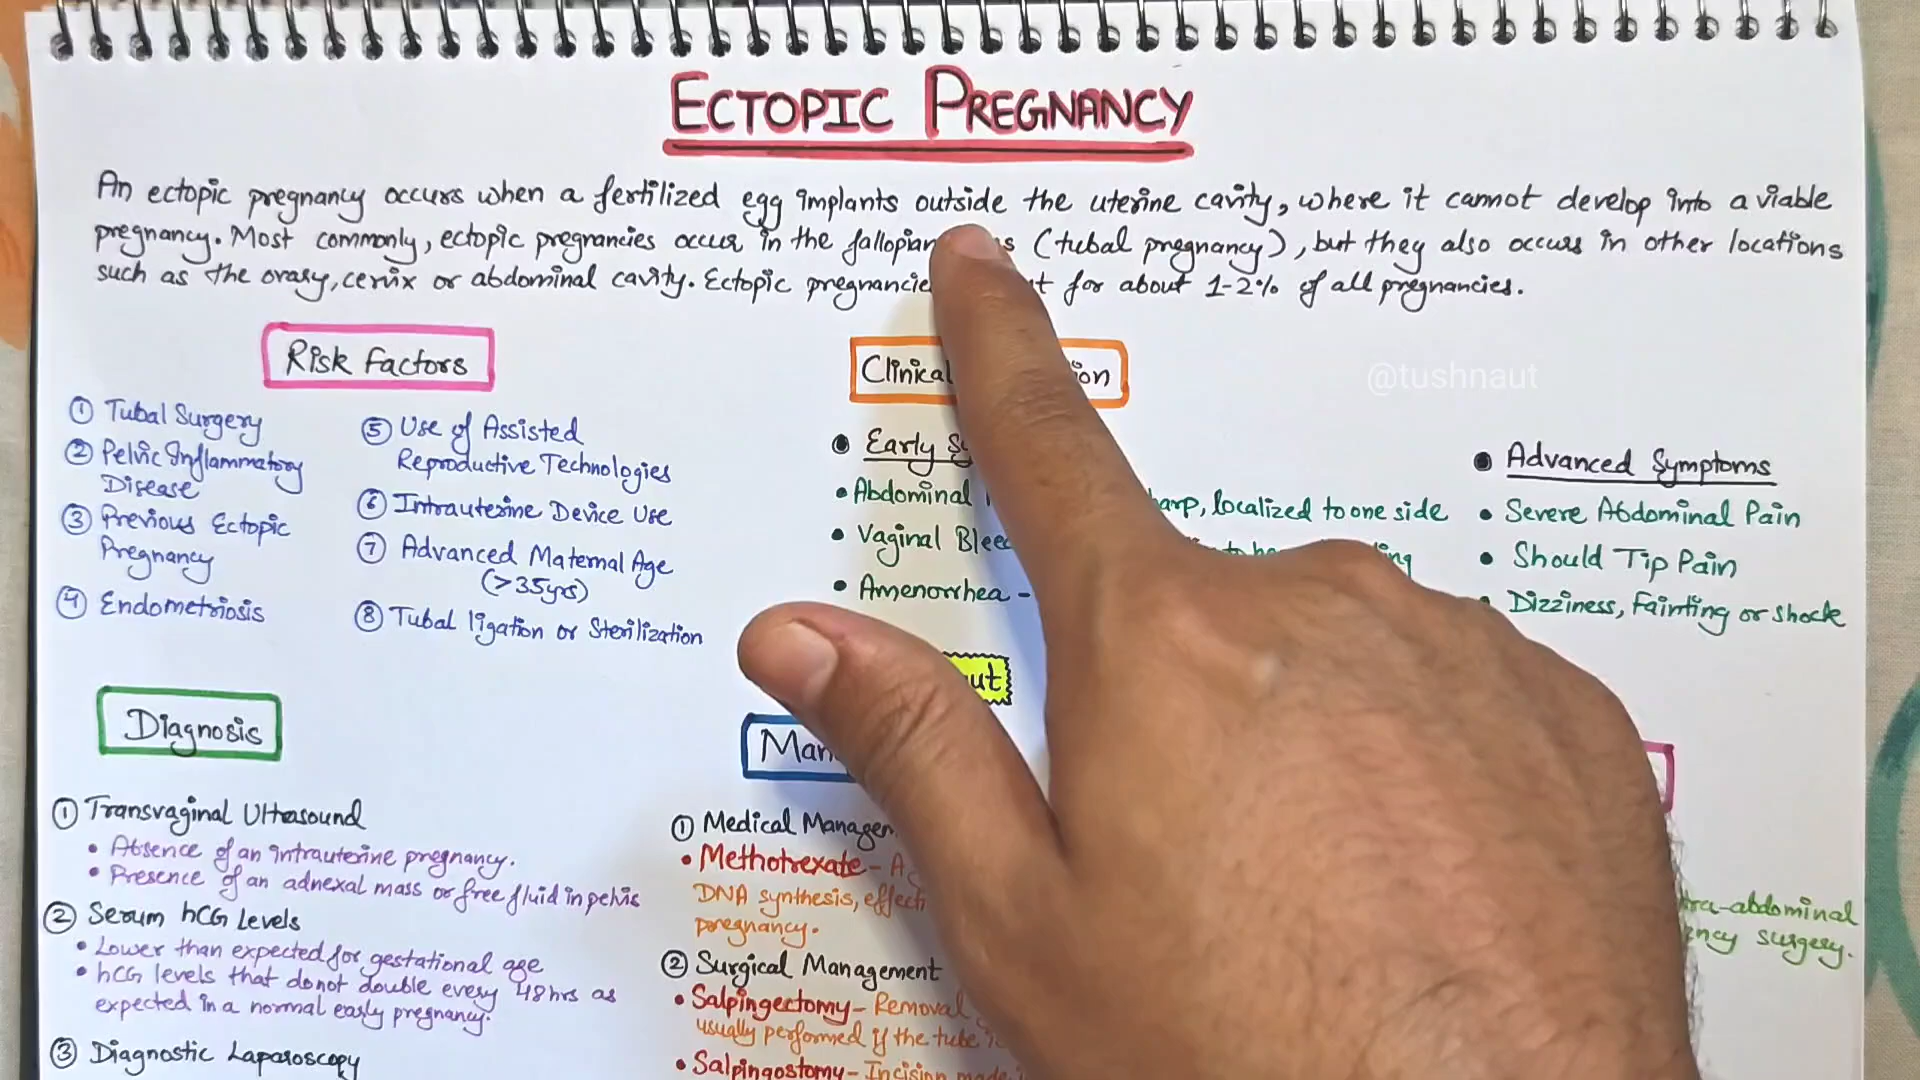 ECTOPIC PREGNANCY
An ectopic pregnancy occurs when a fertilized egg implants outside the uterine cavity, where it cannot develop into a viable
pregnancy. Most commonly, ectopic pregnancies occur in the fallopian (tubal pregnancy), but they also occurs in other locations
such as the ovary, cervix or abdominal cavity. Ectopic for about 1-2% of all pregnancies.
Risk Factors
① Tubal Surgery
② Pelvic Inflammatory
Disease
③ Previous Ectopic
Pregnancy
④ Endometriosis
⑤ Use of Assisted
Reproductive Technologies
⑥ Intrauterine Device Use
⑦ Advanced Maternal Age
(>35yrs)
⑧ Tubal ligation or Sterilization
Clinical
@tushnaut
• Early
• Abdominal localized to one side
• Vaginal
• Amenorrhea -
• Advanced Symptoms
• Severe Abdominal Pain
• Should Tip Pain
• Dizziness, Fainting or shock
Diagnosis
① Transvaginal Ultrasound
• Absence of an intrauterine pregnancy.
• Presence of an adnexal mass or free fluid in pelvis
② Serum hCG Levels
• Lower than expected for gestational age
• hCG levels that donot double every 48hrs as
expected in a normal early pregnancy.
③ Diagnostic Laparoscopy
① Medical
• Methotrexate -
DNA synthesis,
pregnancy.
② Surgical Management
• Salpingectomy - Removal
usually performed if the tube
• Salpingostomy - Incision made
surgery.